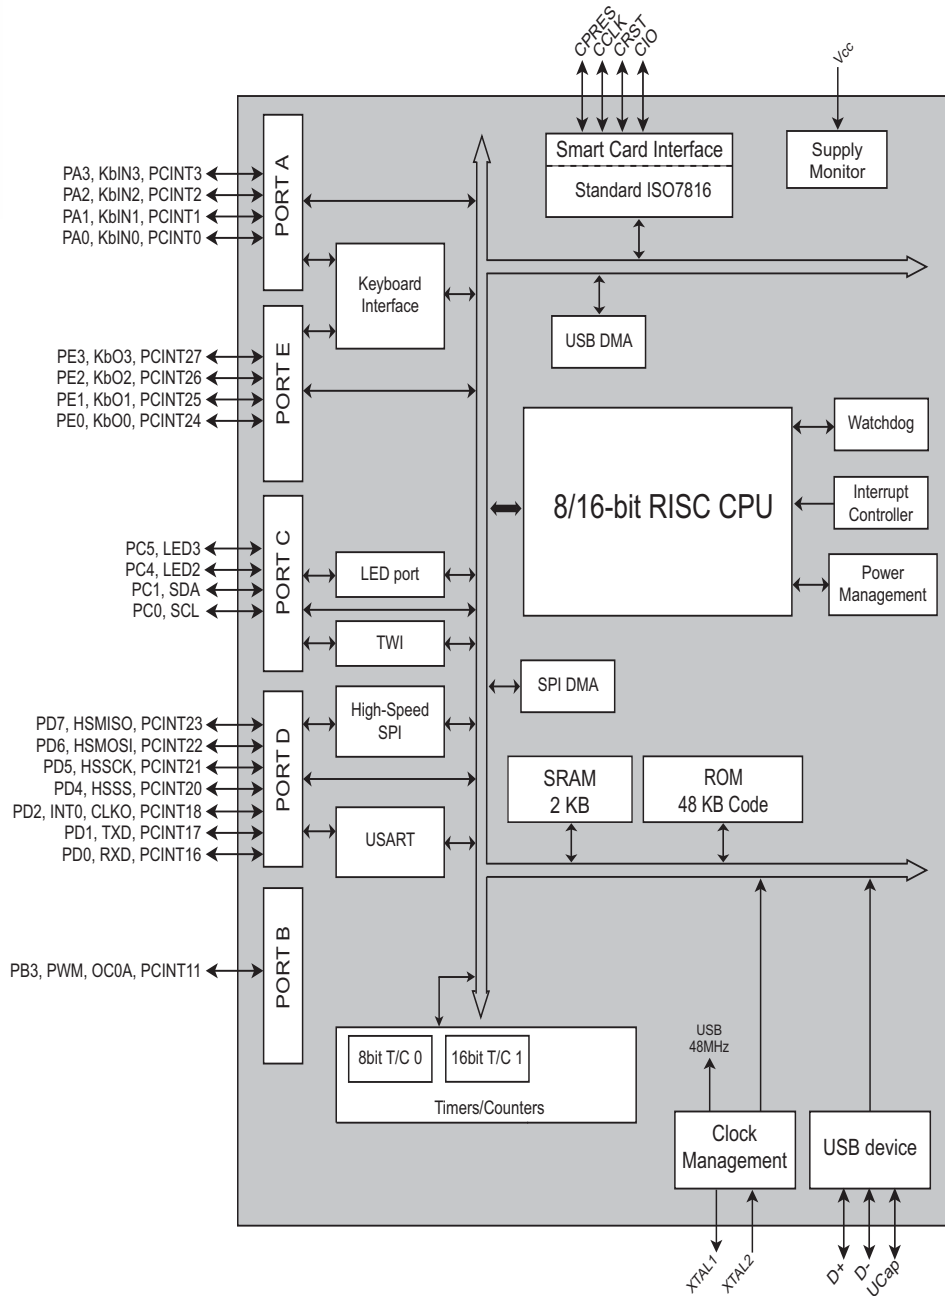 CPRES
CCLK
CRST
CIO
Vcc
Smart Card Interface
Standard ISO7816
Supply
Monitor
PORT A
PA3, KbIN3, PCINT3
PA2, KbIN2, PCINT2
PA1, KbIN1, PCINT1
PA0, KbIN0, PCINT0
Keyboard
Interface
USB DMA
PORT E
PE3, KbO3, PCINT27
PE2, KbO2, PCINT26
PE1, KbO1, PCINT25
PE0, KbO0, PCINT24
8/16-bit RISC CPU
Watchdog
Interrupt
Controller
Power
Management
PORT C
PC5, LED3
PC4, LED2
PC1, SDA
PC0, SCL
LED port
TWI
SPI DMA
PORT D
PD7, HSMISO, PCINT23
PD6, HSMOSI, PCINT22
PD5, HSSCK, PCINT21
PD4, HSSS, PCINT20
PD2, INT0, CLKO, PCINT18
PD1, TXD, PCINT17
PD0, RXD, PCINT16
High-Speed
SPI
USART
SRAM
2 KB
ROM
48 KB Code
PORT B
PB3, PWM, OC0A, PCINT11
8bit T/C 0
16bit T/C 1
Timers/Counters
USB
48MHz
Clock
Management
USB device
XTAL1
XTAL2
D+
D-
UCap